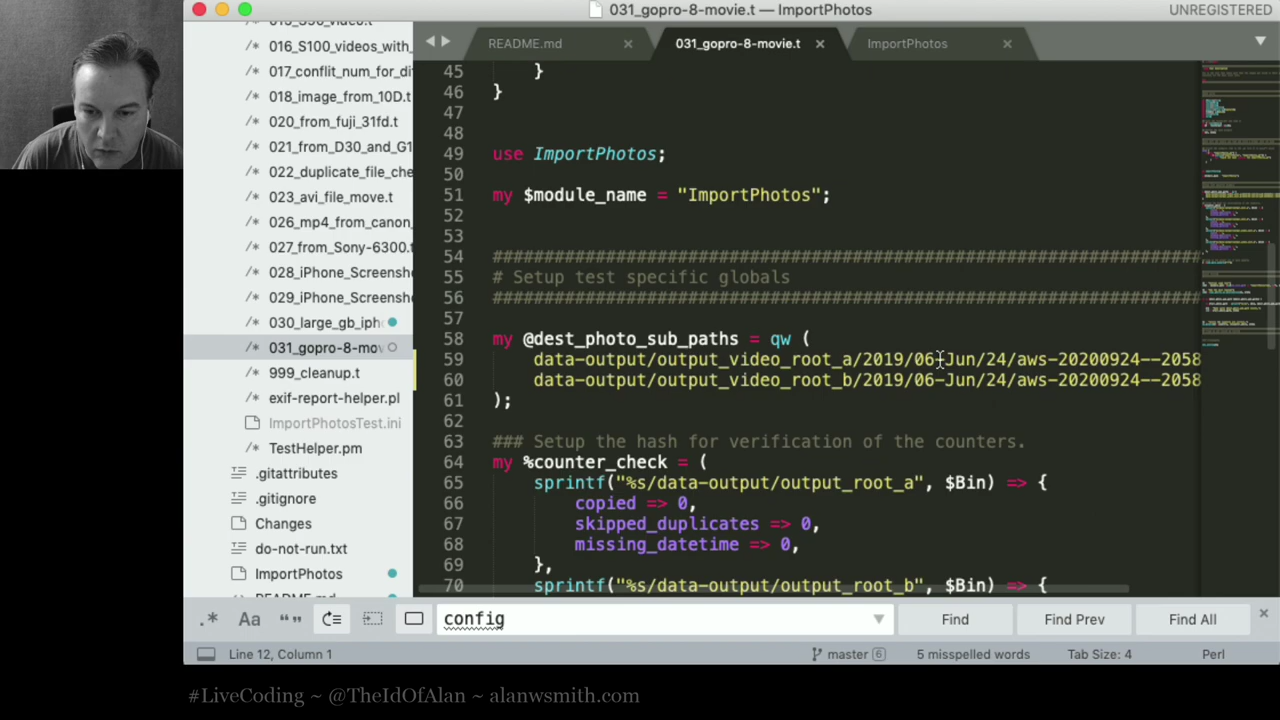 031_gopro-8-movie.t — ImportPhotos
UNREGISTERED
README.md
031_gopro-8-movie.t
ImportPhotos
016_S100_videos_with_
017_conflit_num_for_di
018_image_from_10D.t
020_from_fuji_31fd.t
021_from_D30_and_G1
022_duplicate_file_che
023_avi_file_move.t
026_mp4_from_canon_
027_from_Sony-6300.t
028_iPhone_Screensh
029_iPhone_Screensh
030_large_gb_iph
031_gopro-8-mov
999_cleanup.t
exif-report-helper.pl
ImportPhotosTest.ini
TestHelper.pm
.gitattributes
.gitignore
Changes
do-not-run.txt
ImportPhotos
README.md
45 }
46 }
47
48
49 use ImportPhotos;
50
51 my $module_name = "ImportPhotos";
52
53
54 ####################################################################
55 # Setup test specific globals
56 ####################################################################
57
58 my @dest_photo_sub_paths = qw (
59 data-output/output_video_root_a/2019/06-Jun/24/aws-20200924--2058
60 data-output/output_video_root_b/2019/06-Jun/24/aws-20200924--2058
61 );
62
63 ### Setup the hash for verification of the counters.
64 my %counter_check = (
65 sprintf("%s/data-output/output_root_a", $Bin) => {
66 copied => 0,
67 skipped_duplicates => 0,
68 missing_datetime => 0,
69 },
70 sprintf("%s/data-output/output_root_b", $Bin) => {
.* Aa “” config Find Find Prev Find All
Line 12, Column 1 master 6 5 misspelled words Tab Size: 4 Perl
#LiveCoding ~ @TheIdOfAlan ~ alanwsmith.com